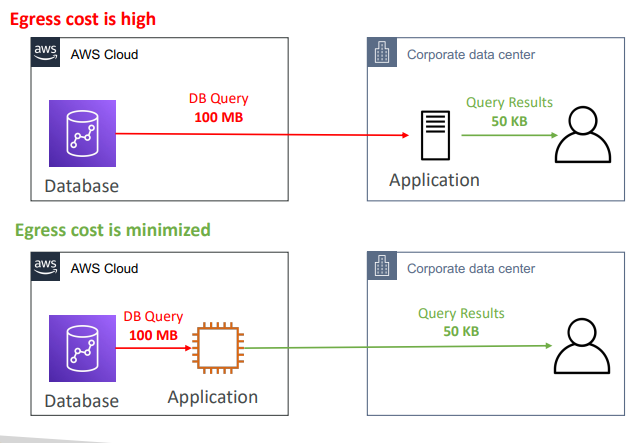 Egress cost is high
aws
AWS Cloud
Corporate data center
DB Query
100 MB
Query Results
50 KB
Database
Application
Egress cost is minimized
aws
AWS Cloud
Corporate data center
DB Query
100 MB
Query Results
50 KB
Database
Application